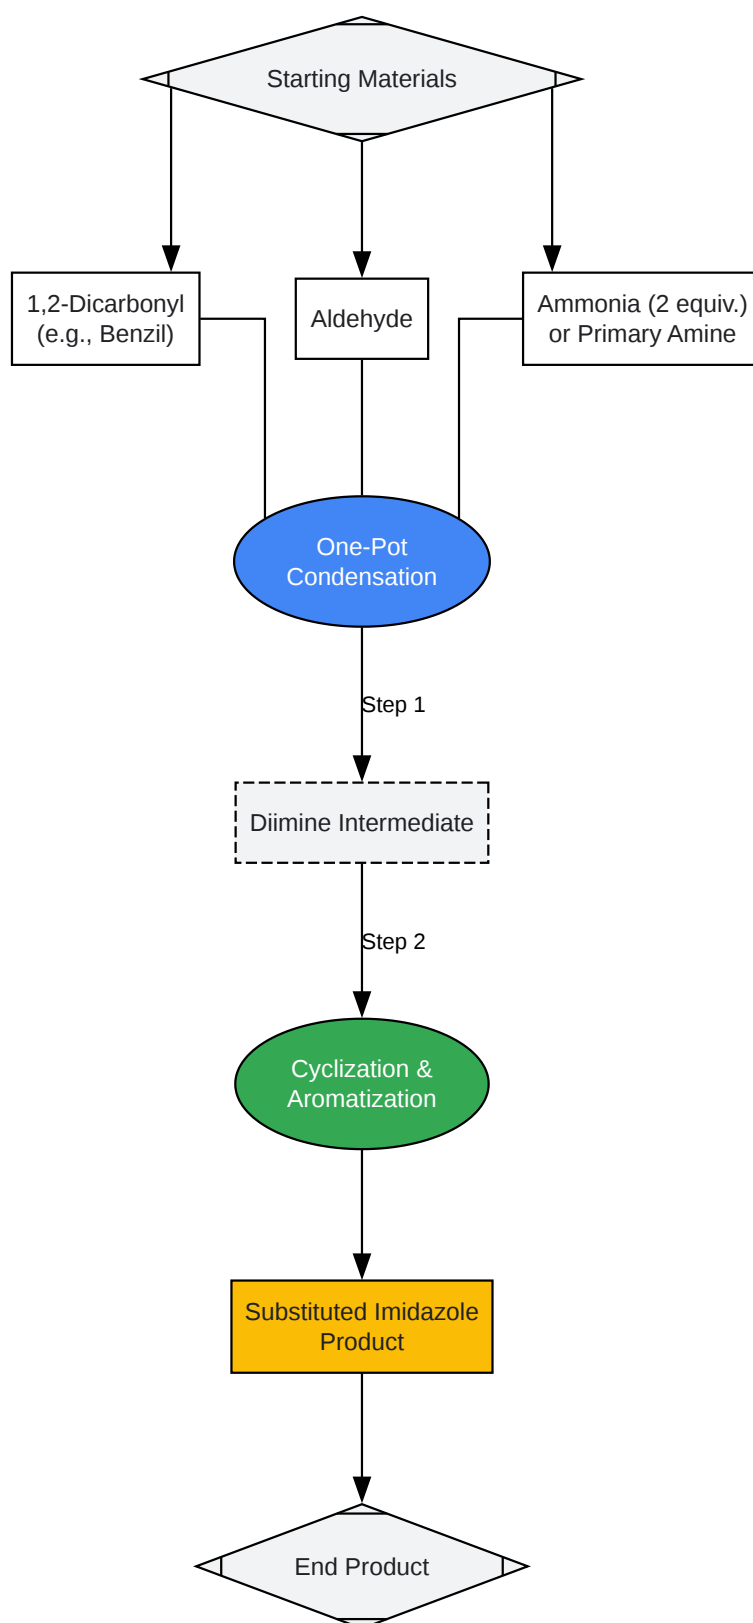 Starting Materials
1,2-Dicarbonyl
(e.g., Benzil)
Aldehyde
Ammonia (2 equiv.)
or Primary Amine
One-Pot
Condensation
Step 1
Diimine Intermediate
Step 2
Cyclization &
Aromatization
Substituted Imidazole
Product
End Product